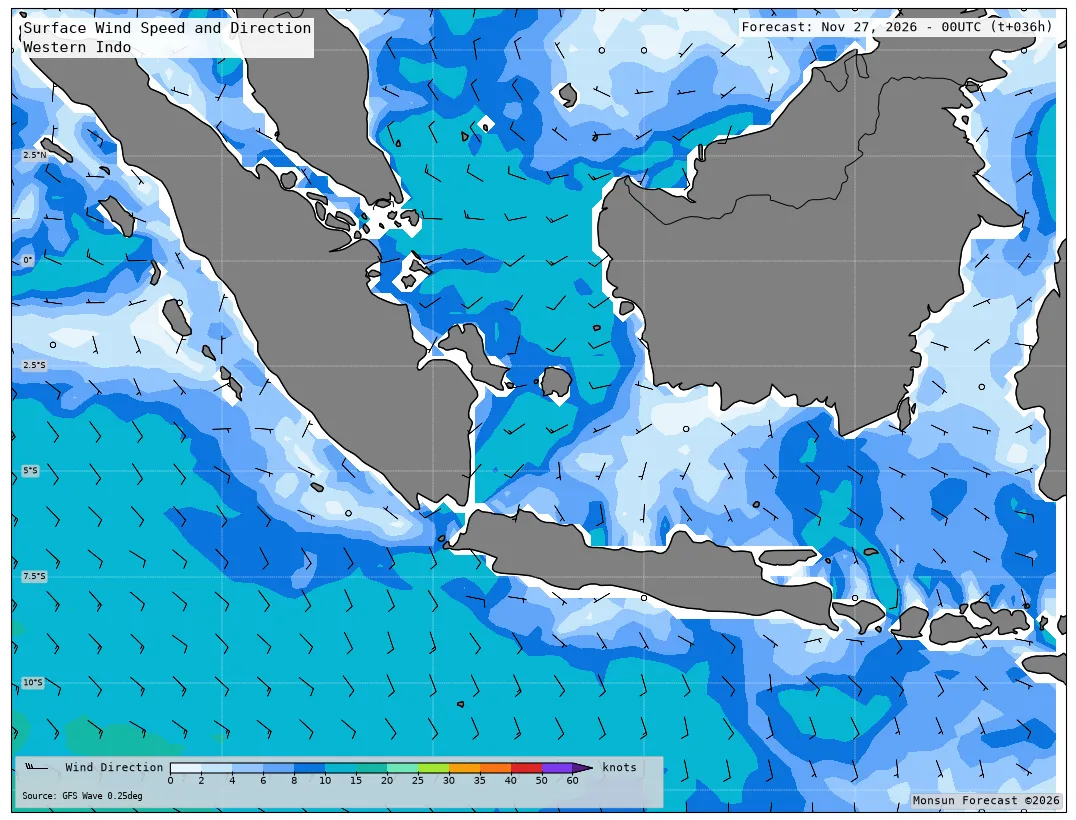 Surface Wind Speed and Direction
Western Indo
Forecast: Nov 27, 2026 - 00UTC (t+036h)
2.5°N
0°
2.5°S
5°S
7.5°S
10°S
Wind Direction
0 2 4 6 8 10 15 20 25 30 35 40 50 60
knots
Source: GFS Wave 0.25deg
Monsun Forecast ©2026